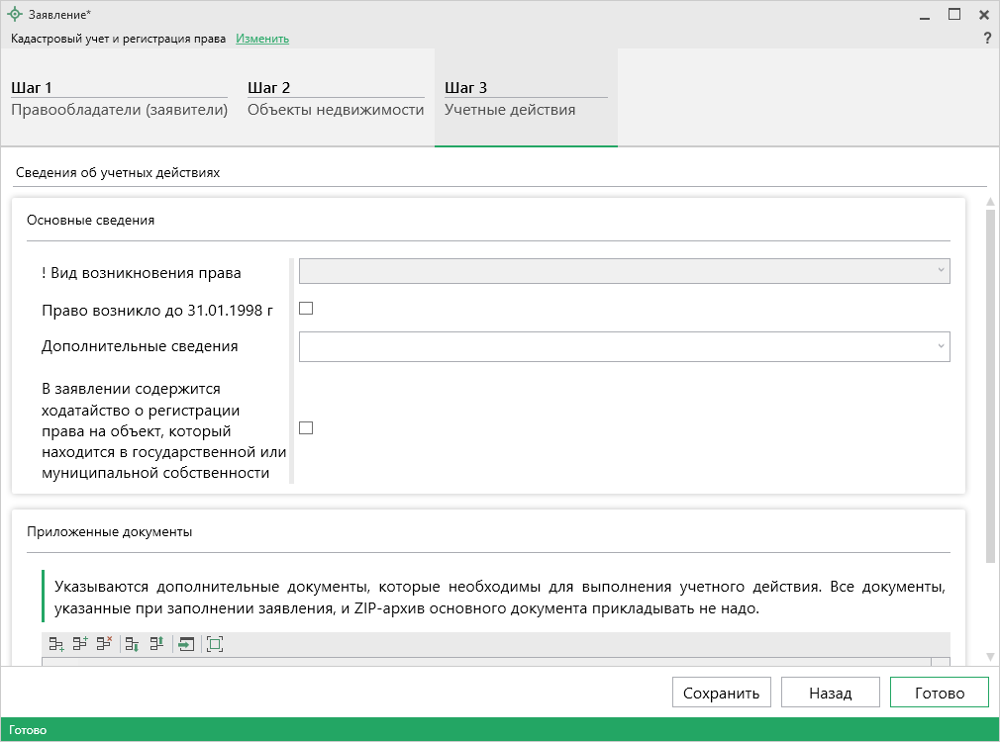 Заявление*
Кадастровый учет и регистрация права Изменить
?
Шаг 1
Правообладатели (заявители)
Шаг 2
Объекты недвижимости
Шаг 3
Учетные действия
Сведения об учетных действиях
Основные сведения
! Вид возникновения права
Право возникло до 31.01.1998 г
Дополнительные сведения
В заявлении содержится
ходатайство о регистрации
права на объект, который
находится в государственной или
муниципальной собственности
Приложенные документы
Указываются дополнительные документы, которые необходимы для выполнения учетного действия. Все документы,
указанные при заполнении заявления, и ZIP-архив основного документа прикладывать не надо.
Сохранить
Назад
Готово
Готово